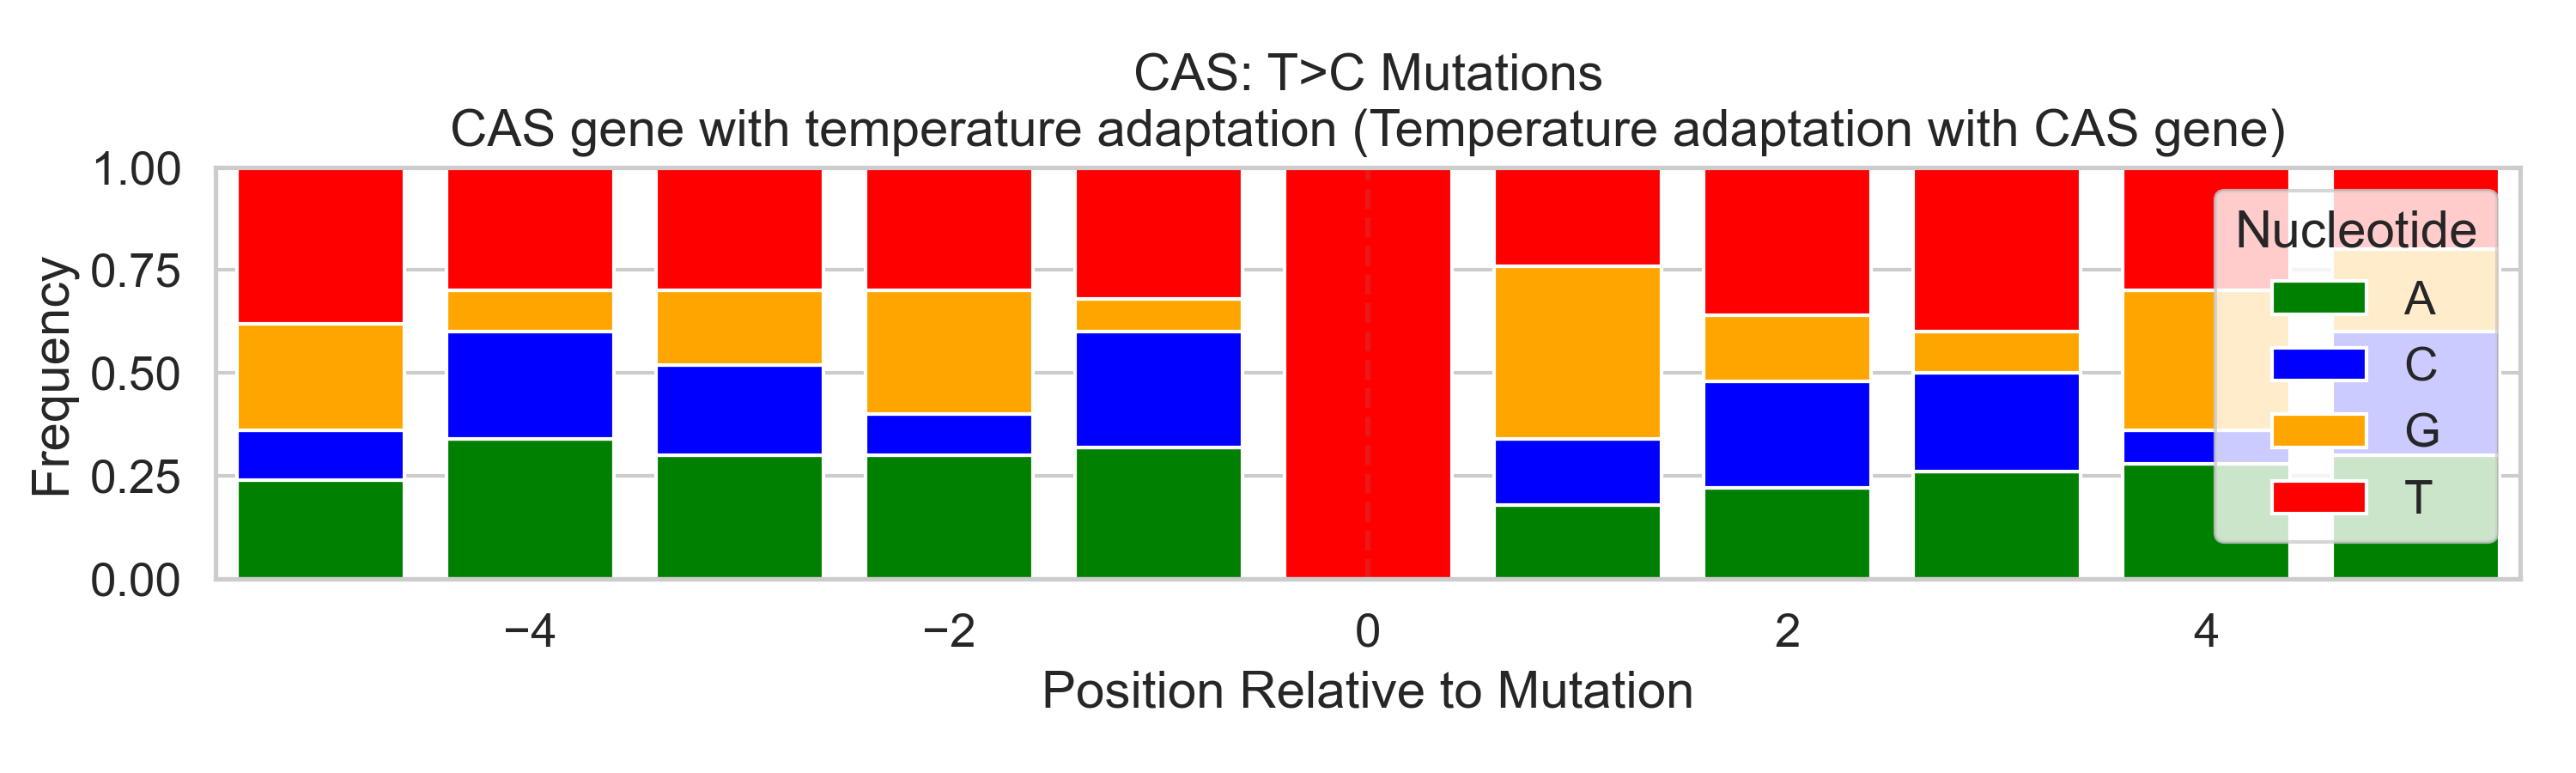 CAS: T>C Mutations
CAS gene with temperature adaptation (Temperature adaptation with CAS gene)
1.00
0.75
0.50
0.25
0.00
Frequency
Nucleotide
A
C
G
T
−4
−2
0
2
4
Position Relative to Mutation